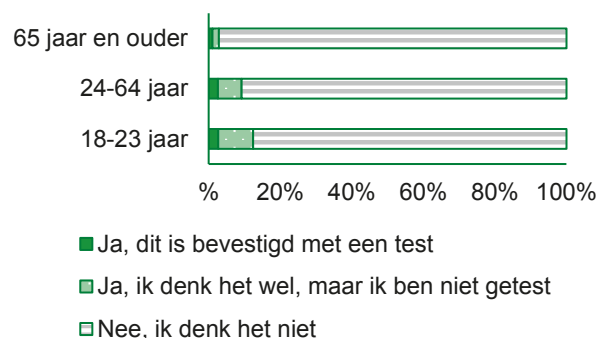 65 jaar en ouder
24-64 jaar
18-23 jaar
% 20% 40% 60% 80% 100%
Ja, dit is bevestigd met een test
Ja, ik denk het wel, maar ik ben niet getest
Nee, ik denk het niet